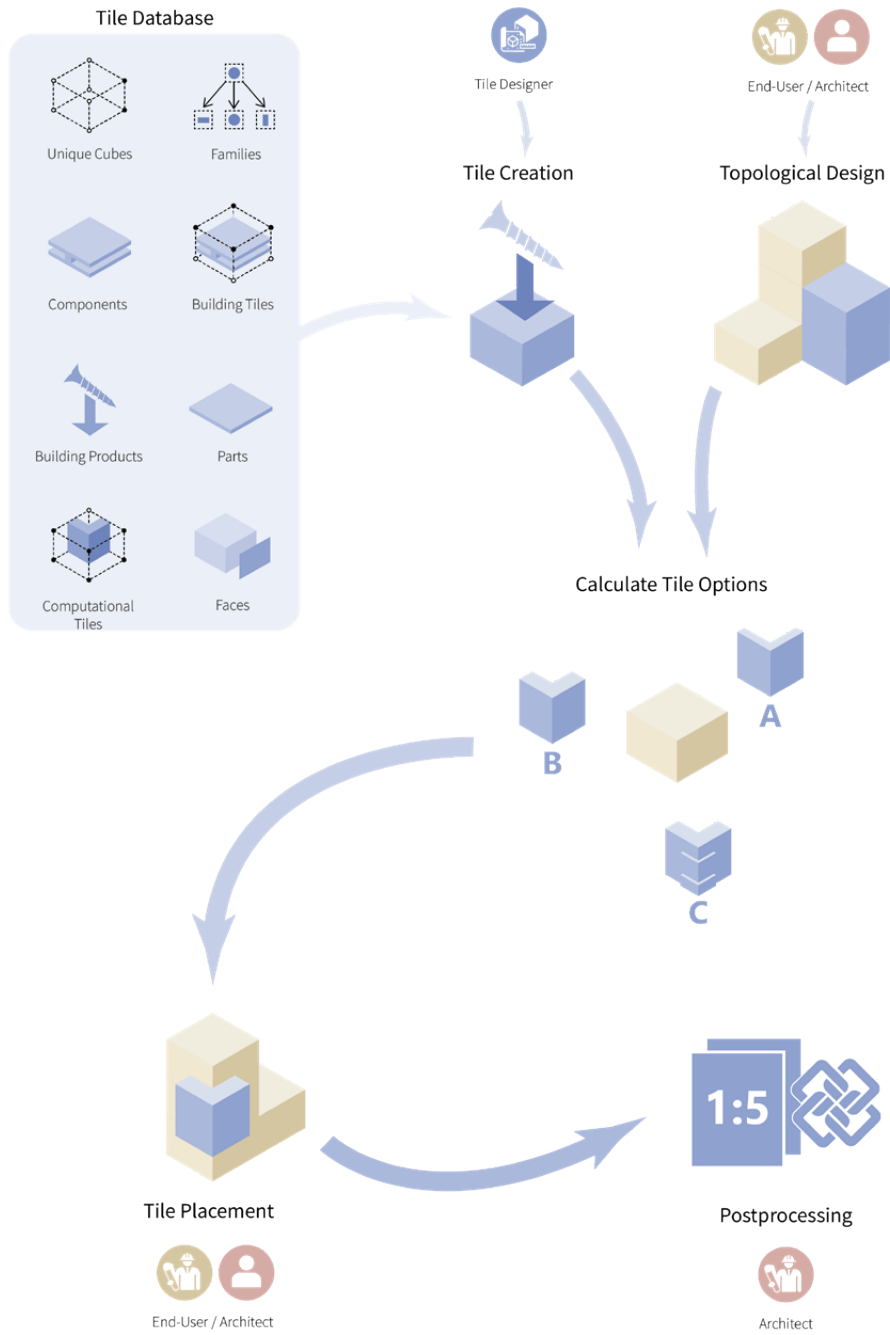 Tile Database
Unique Cubes
Families
Components
Building Tiles
Building Products
Parts
Computational
Tiles
Faces
Tile Designer
End-User / Architect
Tile Creation
Topological Design
Calculate Tile Options
A
B
C
Tile Placement
End-User / Architect
1:5
Postprocessing
Architect